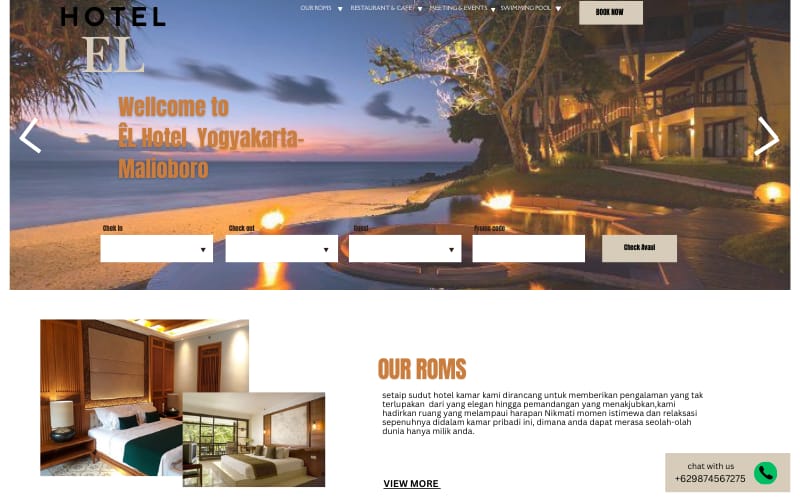 HOTEL
EL
OUR ROMS
RESTAURANT & CAFE
MEETING & EVENTS
SWIMMING POOL
BOOK NOW
Wellcome to
ÊL Hotel Yogyakarta-
Malioboro
Chek in
Check out
Guest
Promo code
Check Avaul
OUR ROMS
setaip sudut hotel kamar kami dirancang untuk memberikan pengalaman yang tak
terlupakan dari yang elegan hingga pemandangan yang menakjubkan,kami
hadirkan ruang yang melampaui harapan Nikmati momen istimewa dan relaksasi
sepenuhnya didalam kamar pribadi ini, dimana anda dapat merasa seolah-olah
dunia hanya milik anda.
VIEW MORE
chat with us
+629874567275